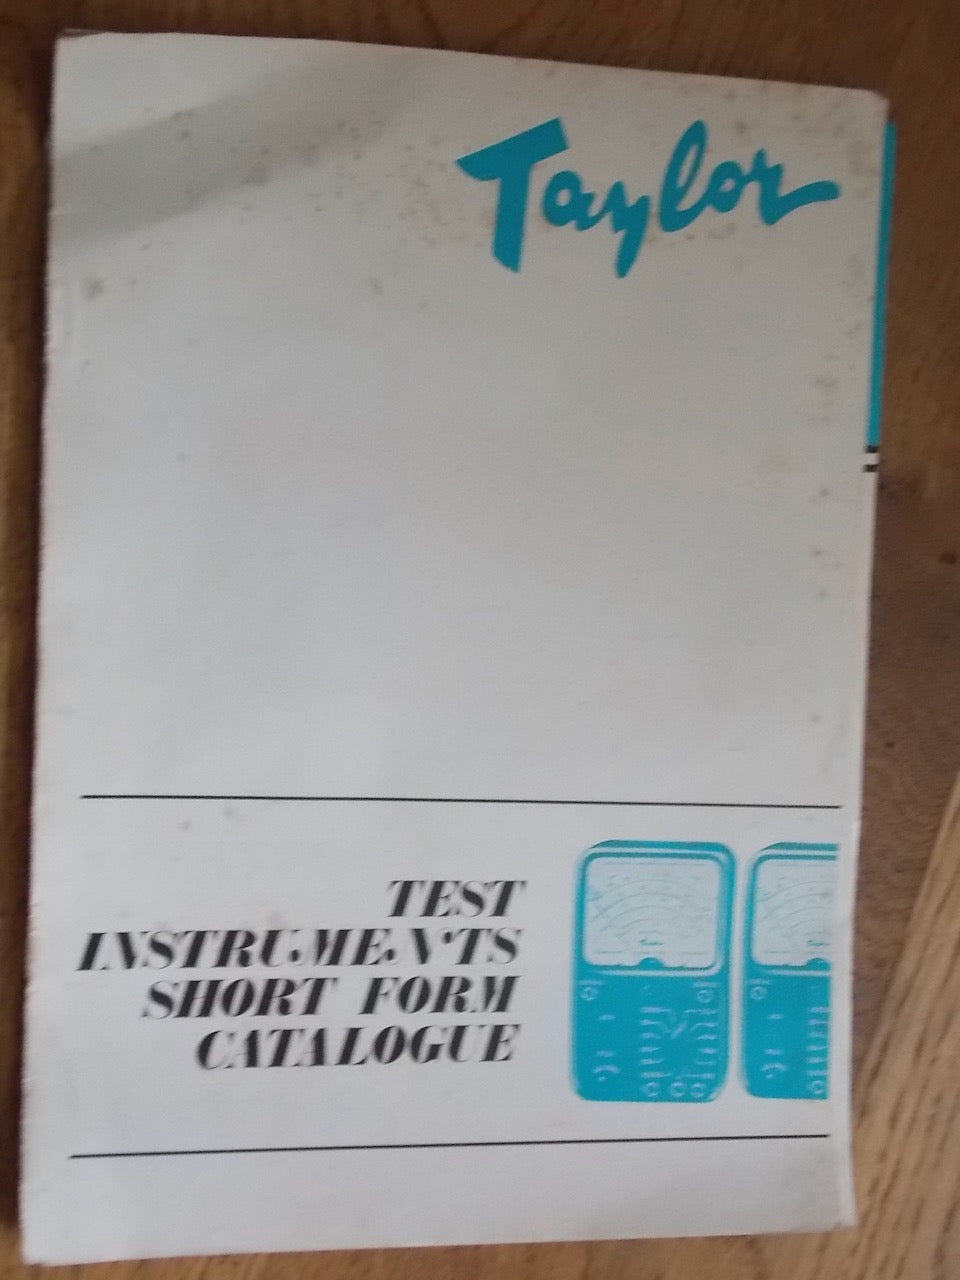 Taylor
TEST
INSTRUMENTS
SHORT FORM
CATALOGUE